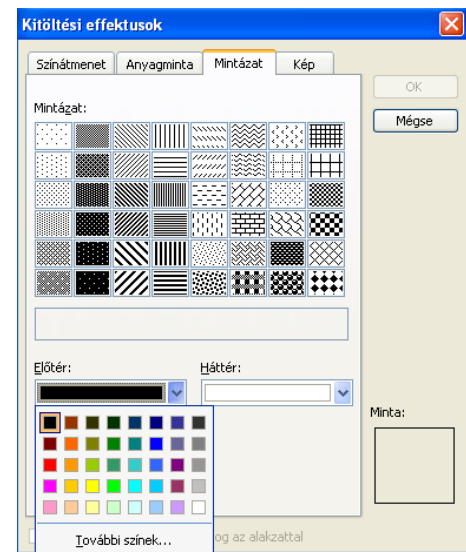 Kitöltési effektusok
Színátmenet Anyagminta Mintázat Kép
OK
Mégse
Mintázat:
Előtér: Háttér:
Minta:
További színek...
og az alakzattal